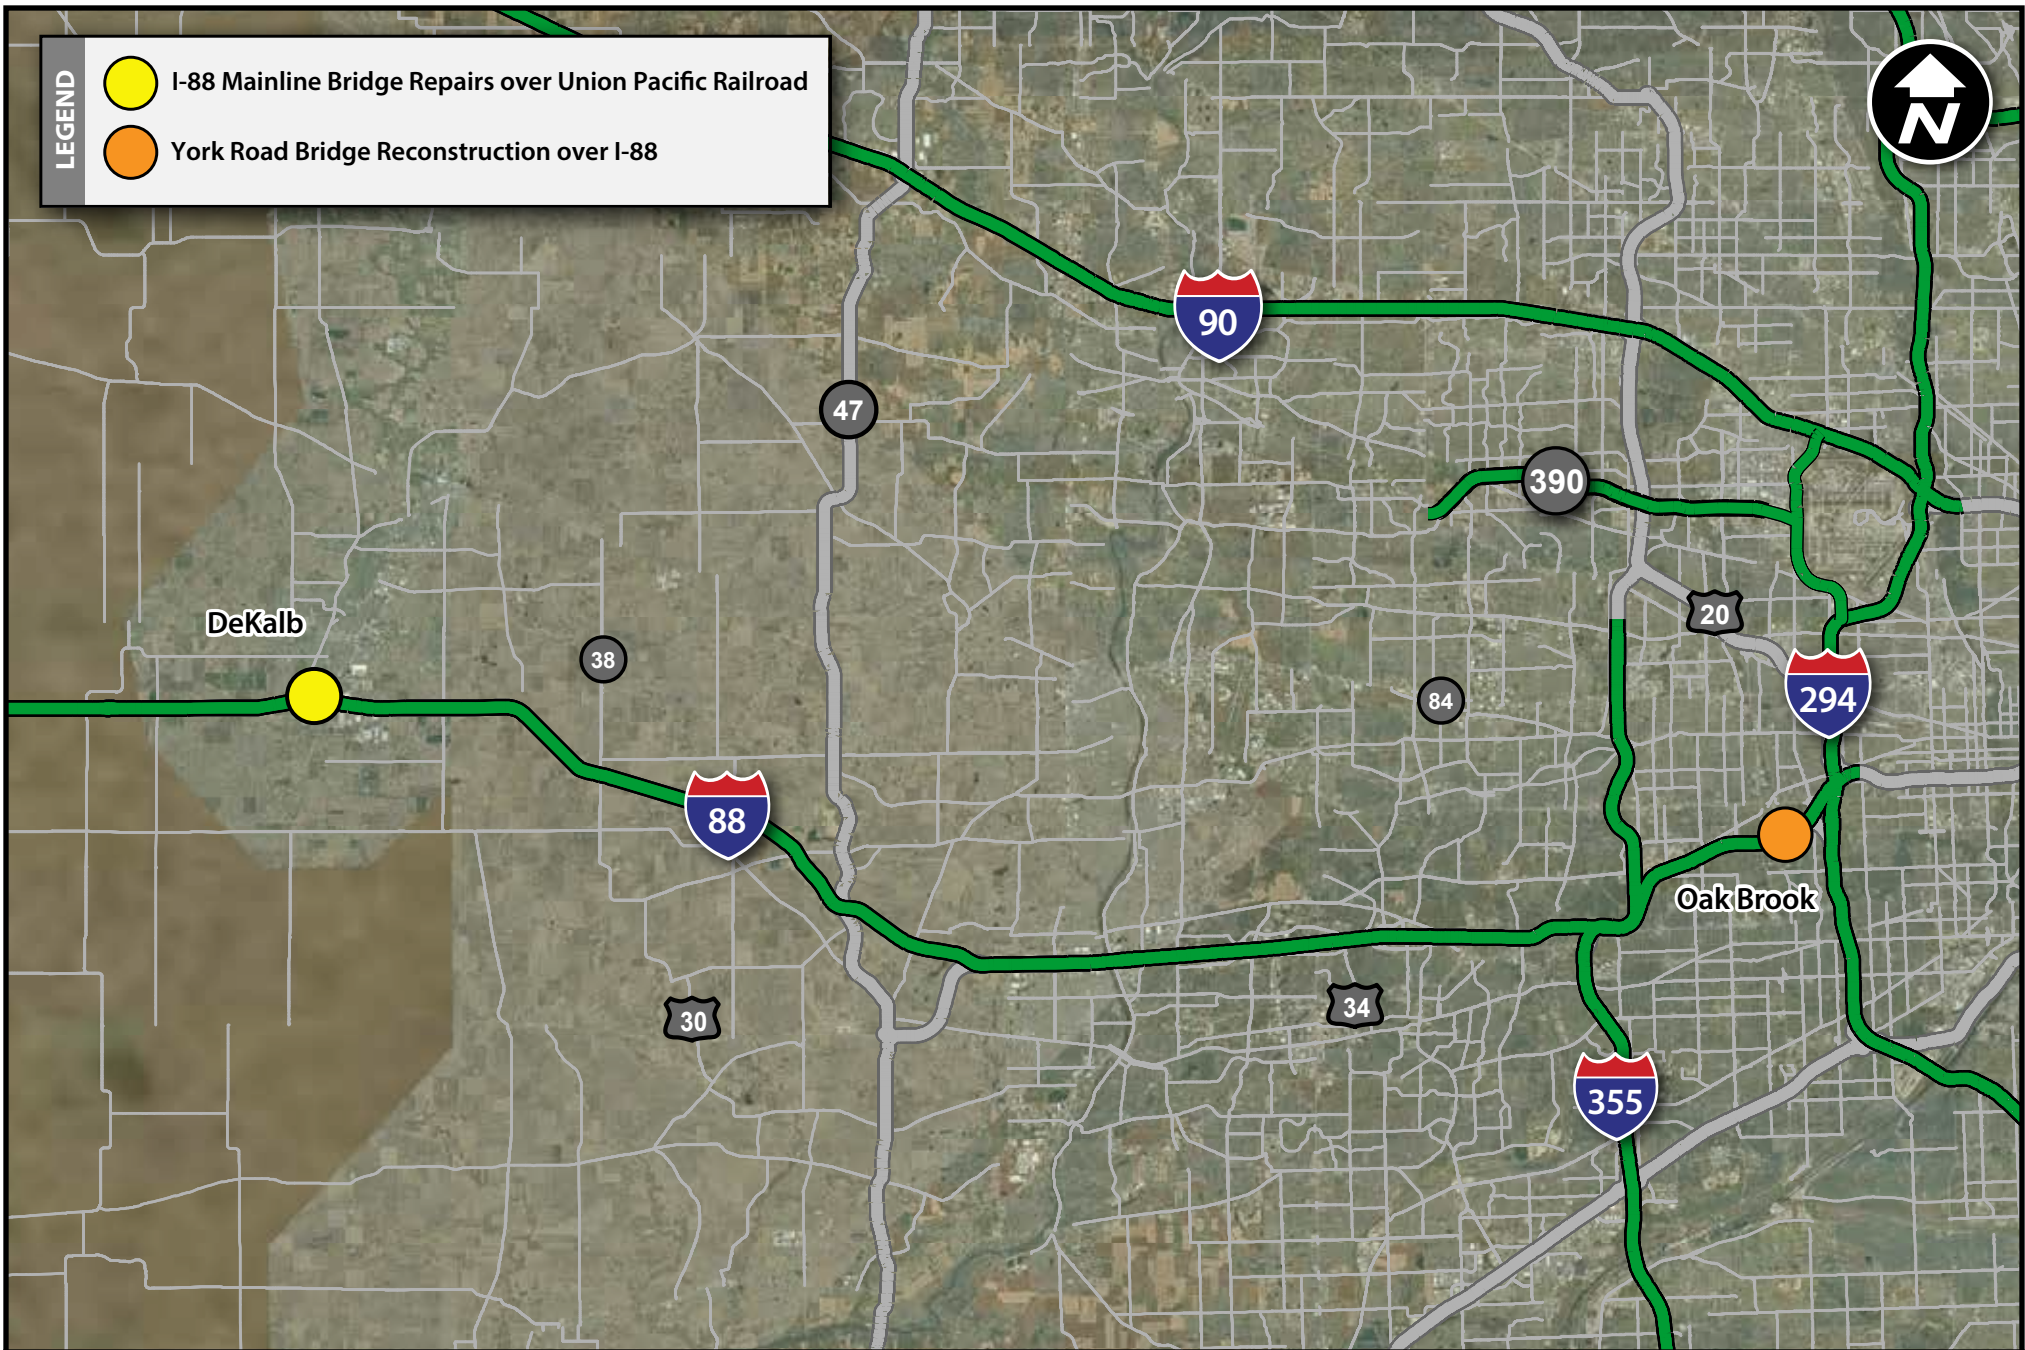 LEGEND
I-88 Mainline Bridge Repairs over Union Pacific Railroad
York Road Bridge Reconstruction over I-88
N
90
47
390
DeKalb
20
38
84
294
88
Oak Brook
30
34
355